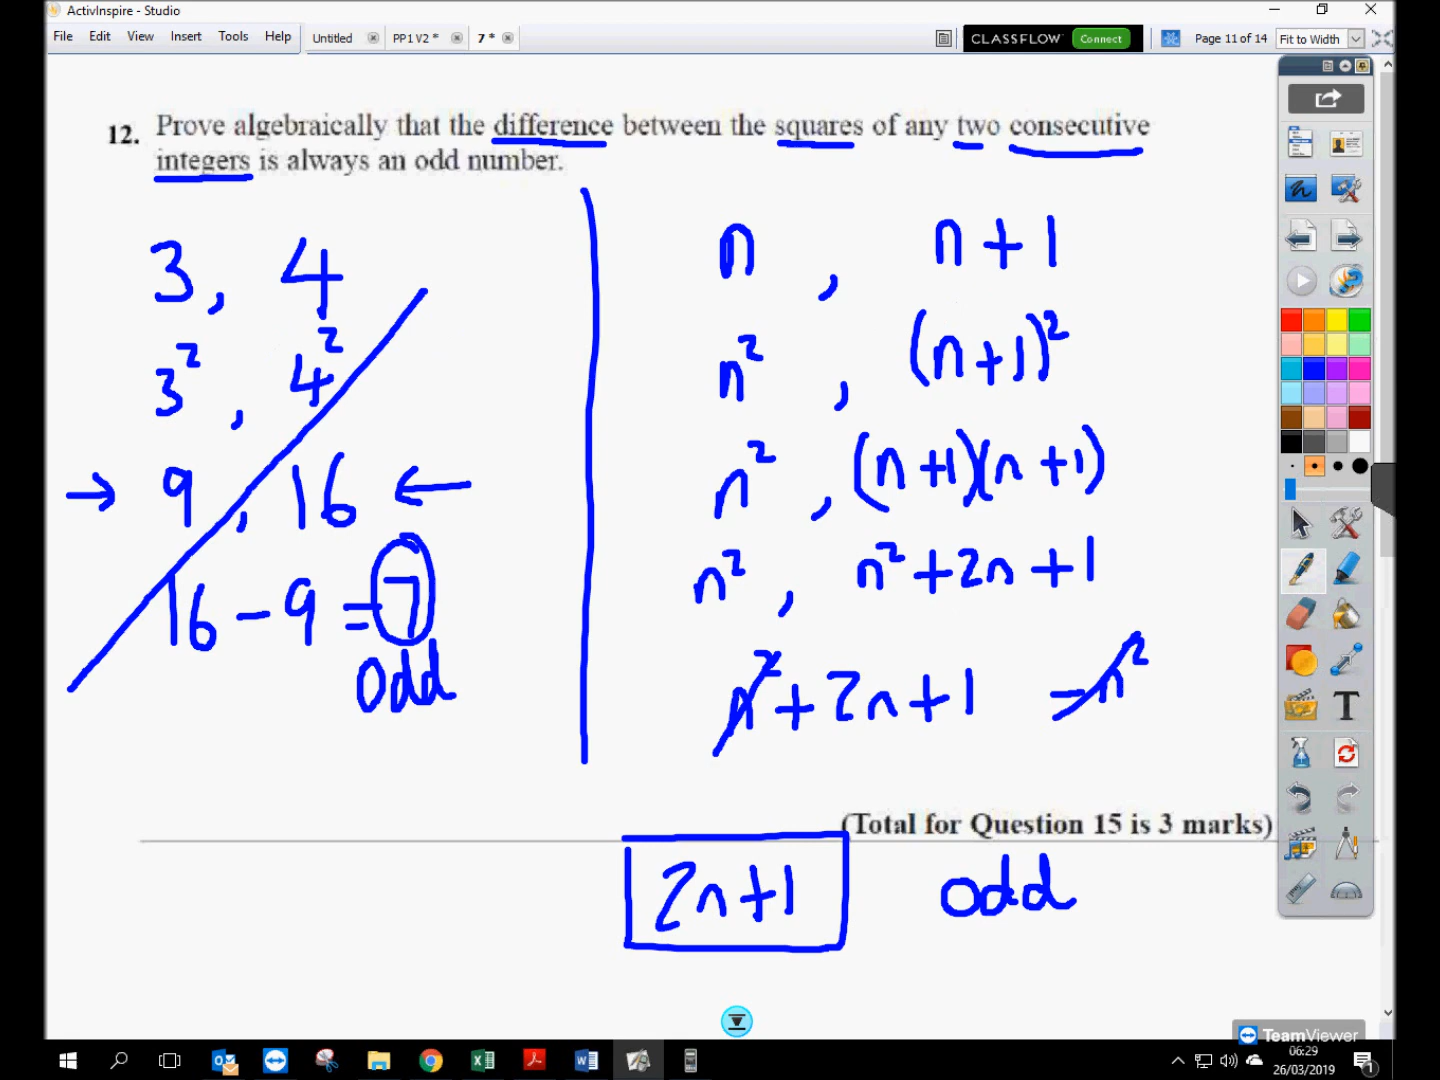 ActivInspire - Studio
File Edit View Insert Tools Help Untitled PP1 V2 * 7 * CLASSFLOW Connect Page 11 of 14 Fit to Width
12. Prove algebraically that the difference between the squares of any two consecutive
integers is always an odd number.
3, 4
3², 4²
→ 9, 16 ←
16 - 9 = 7
odd
n, n + 1
n², (n+1)²
n², (n+1)(n+1)
n², n²+2n+1
n²+2n+1 -n²
(Total for Question 15 is 3 marks)
2n+1 odd
TeamViewer
06:29
26/03/2019
1